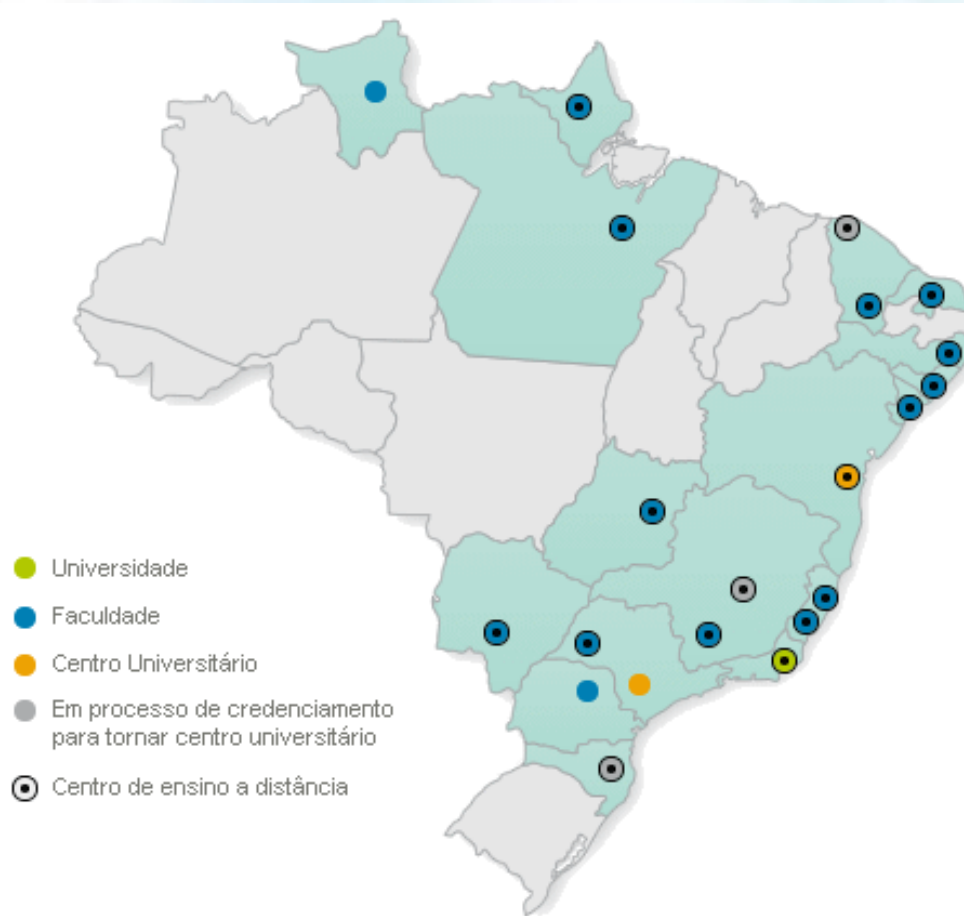 Universidade
Faculdade
Centro Universitário
Em processo de credenciamento
para tornar centro universitário
Centro de ensino a distância